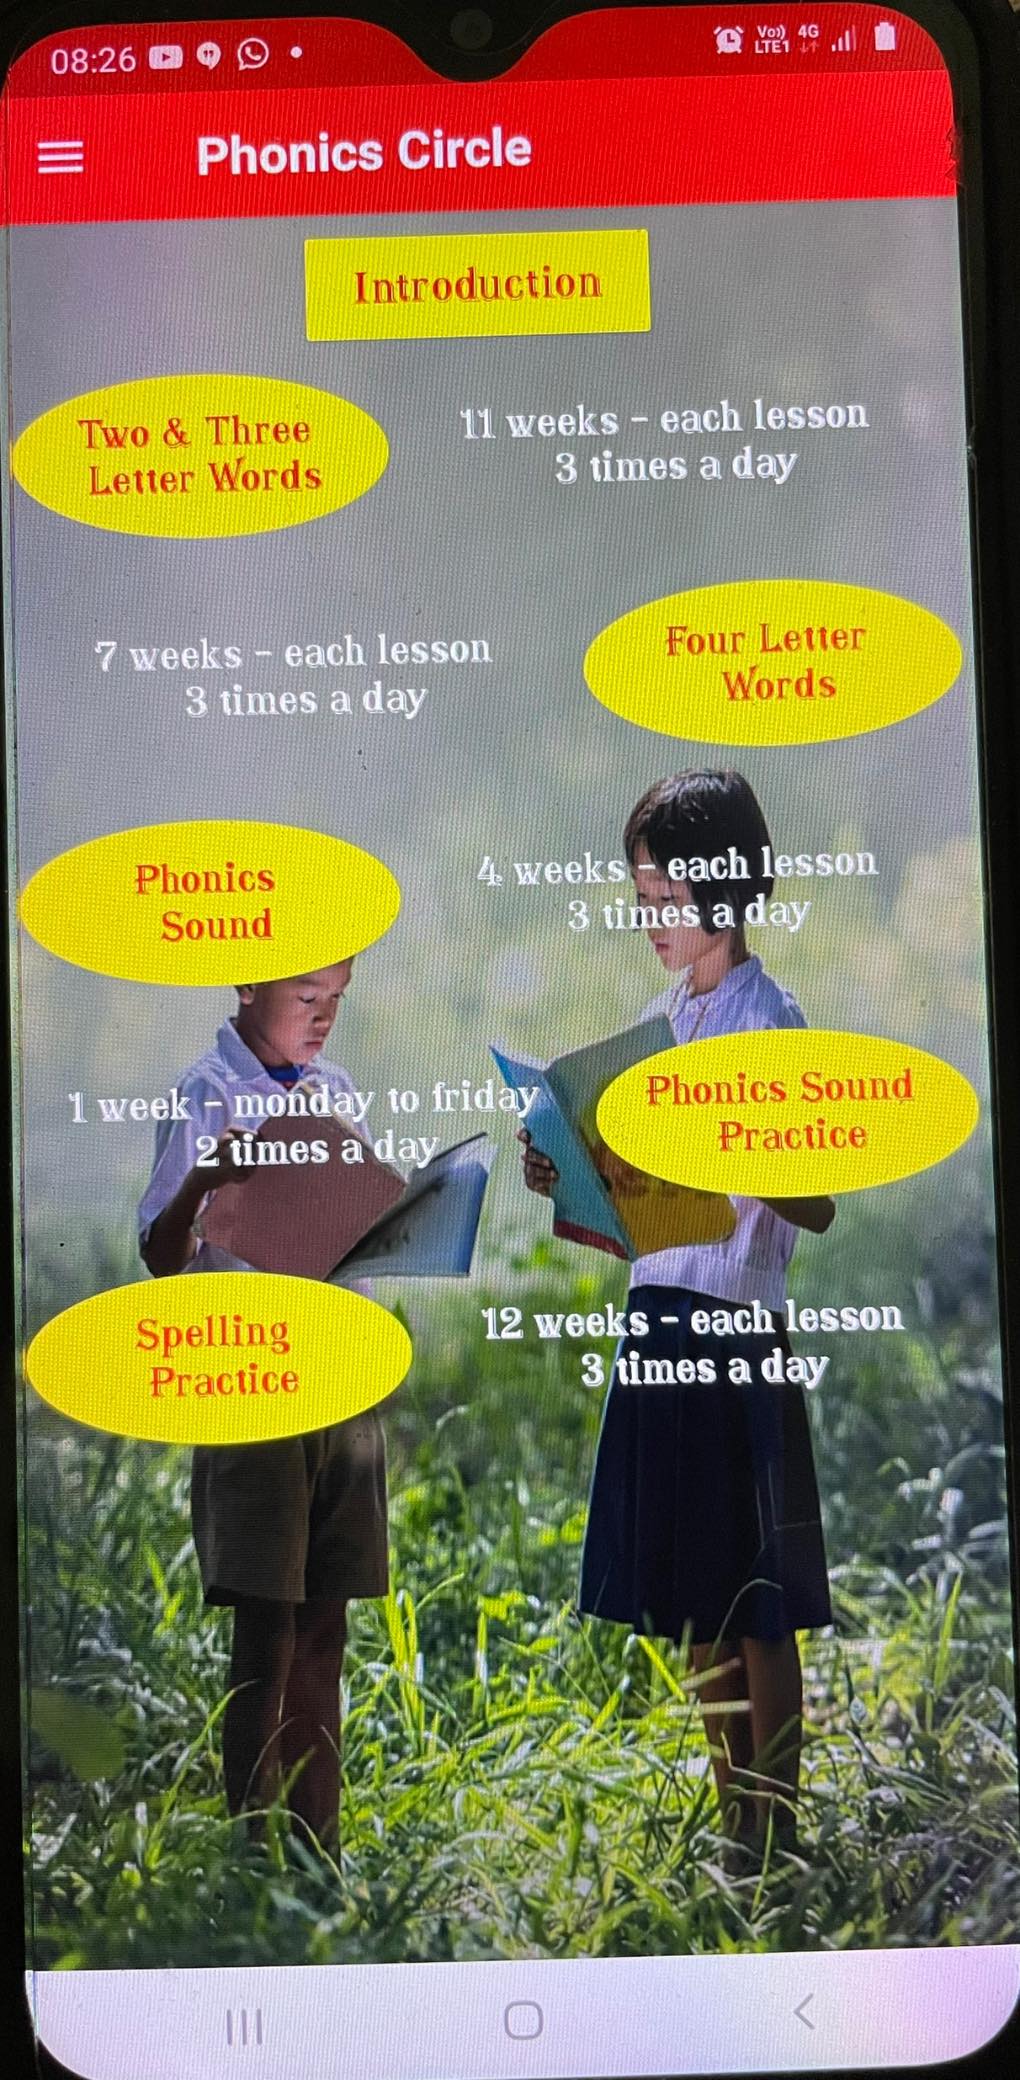 08:26
Vo)) 4G
LTE1
Phonics Circle
Introduction
Two & Three
Letter Words
11 weeks - each lesson
3 times a day
7 weeks - each lesson
3 times a day
Four Letter
Words
Phonics
Sound
4 weeks - each lesson
3 times a day
1 week - monday to friday
2 times a day
Phonics Sound
Practice
Spelling
Practice
12 weeks - each lesson
3 times a day